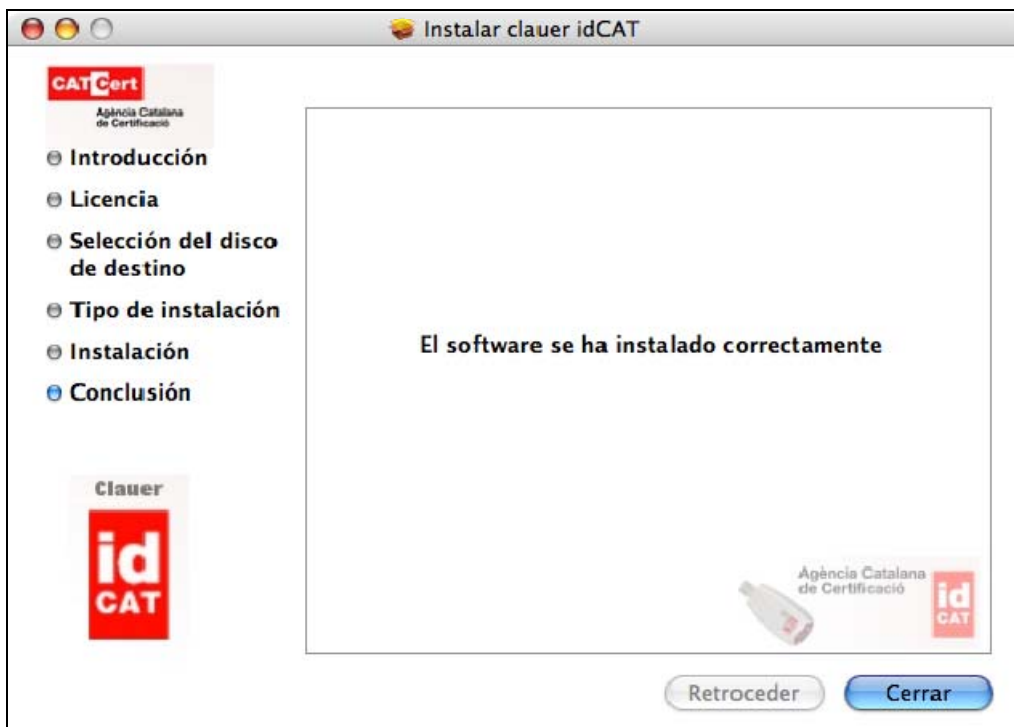 Instalar clauer idCAT
CATCert
Agència Catalana
de Certificació
Introducción
Licencia
Selección del disco
de destino
Tipo de instalación
Instalación
Conclusión
El software se ha instalado correctamente
Clauer
id
CAT
Agència Catalana
de Certificació
id
CAT
Retroceder
Cerrar